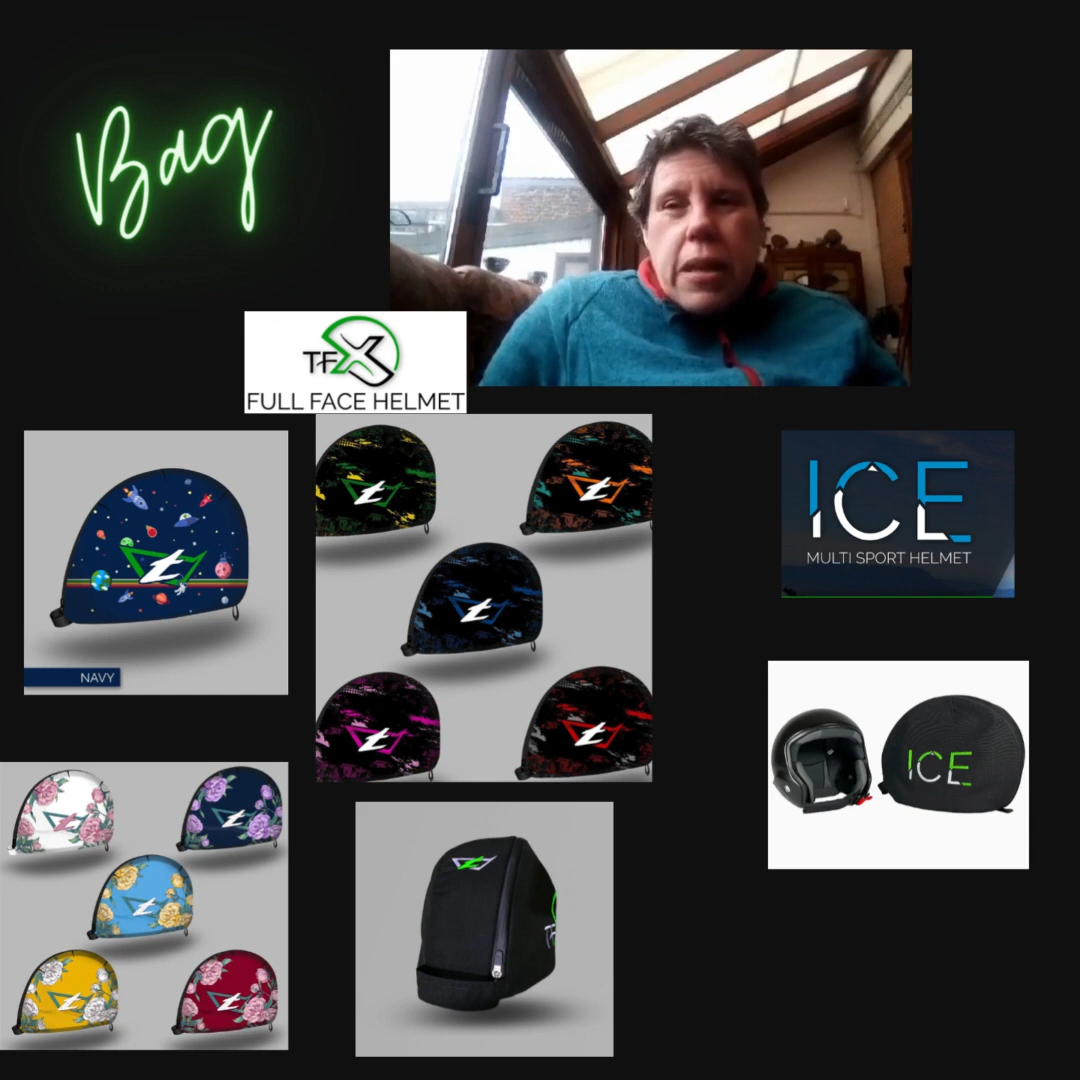 Bag
TFX
FULL FACE HELMET
NAVY
ICE
MULTI SPORT HELMET
ICE